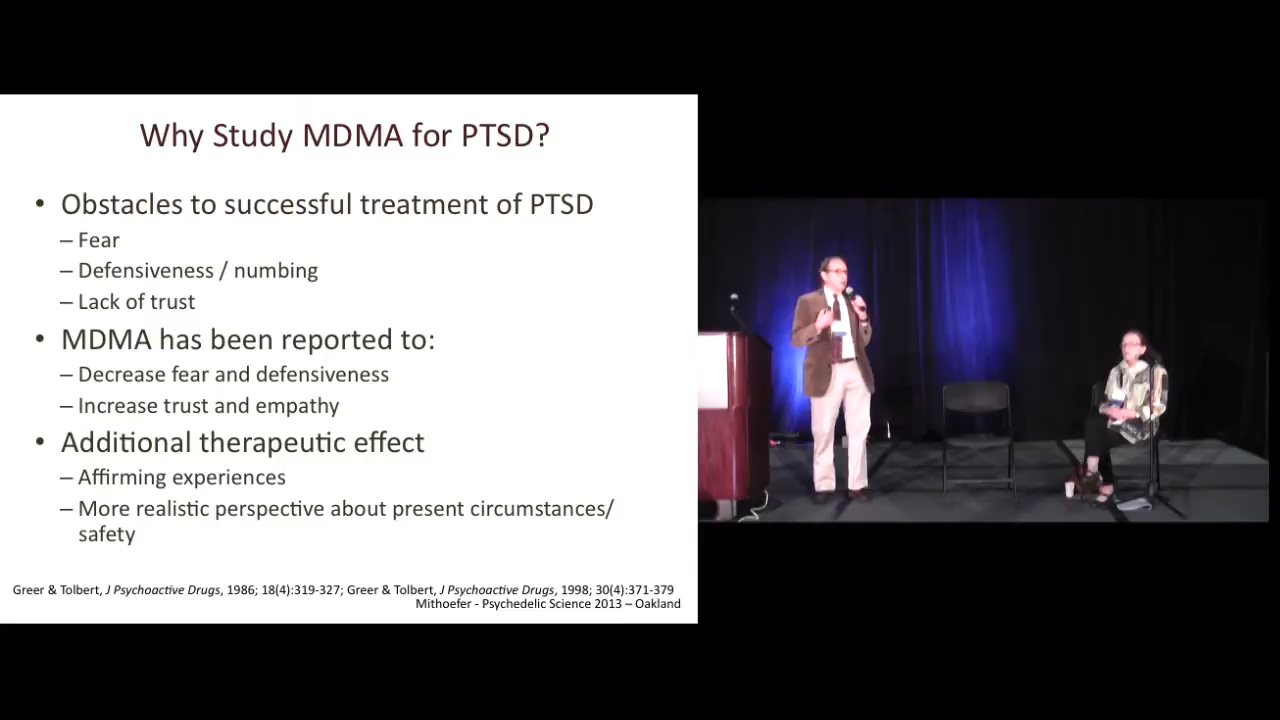 Why Study MDMA for PTSD?
• Obstacles to successful treatment of PTSD
– Fear
– Defensiveness / numbing
– Lack of trust
• MDMA has been reported to:
– Decrease fear and defensiveness
– Increase trust and empathy
• Additional therapeutic effect
– Affirming experiences
– More realistic perspective about present circumstances/
safety
Greer & Tolbert, J Psychoactive Drugs, 1986; 18(4):319-327; Greer & Tolbert, J Psychoactive Drugs, 1998; 30(4):371-379
Mithoefer - Psychedelic Science 2013 – Oakland